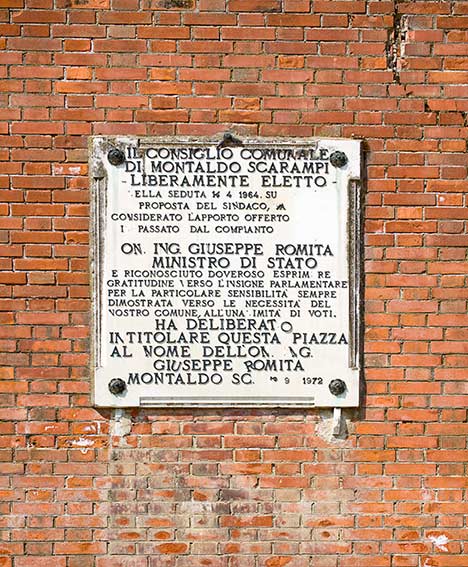 IL CONSIGLIO COMUNALE
DI MONTALDO SCARAMPI
- LIBERAMENTE ELETTO -
ELLA SEDUTA 14 4 1964, SU
PROPOSTA DEL SINDACO,
CONSIDERATO L'APPORTO OFFERTO
I PASSATO DAL COMPIANTO
ON. ING. GIUSEPPE ROMITA
MINISTRO DI STATO
E RICONOSCIUTO DOVEROSO ESPRIM RE
GRATITUDINE VERSO L'INSIGNE PARLAMENTARE
PER LA PARTICOLARE SENSIBILITÀ SEMPRE
DIMOSTRATA VERSO LE NECESSITÀ DEL
NOSTRO COMUNE, ALL'UNA IMITÀ DI VOTI.
HA DELIBERATO
INTITOLARE QUESTA PIAZZA
AL NOME DELL'ON. NG.
GIUSEPPE ROMITA
MONTALDO SC. 9 1972